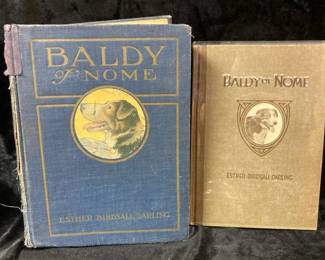 BALDY
of NOME
ESTHER BIRDSALL DARLING
BALDY OF NOME
ESTHER BIRDSALL DARLING